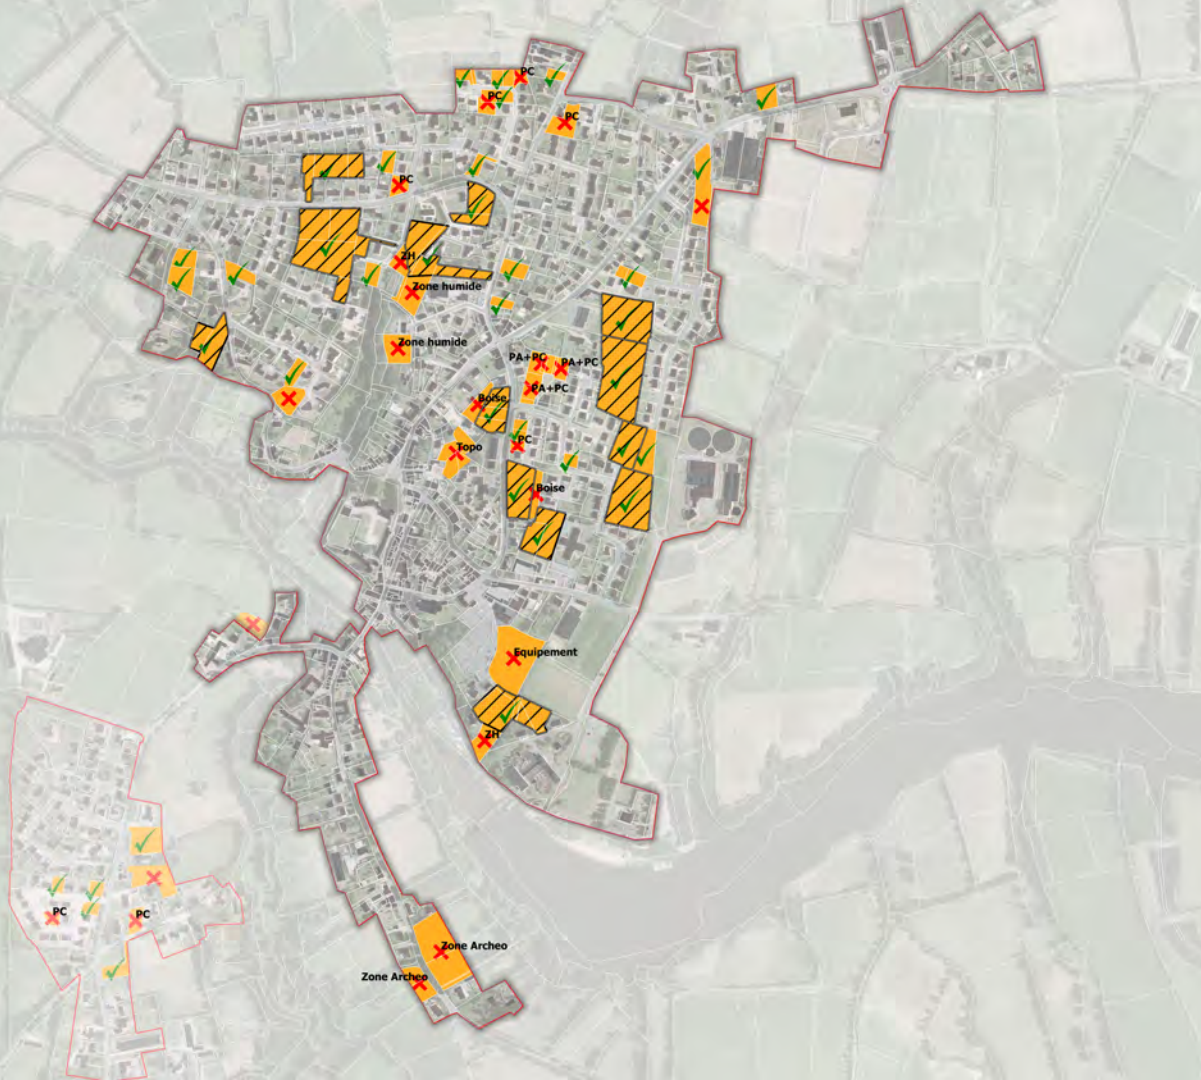 PC
PC
PC
PC
ZH
Zone humide
Zone humide
PA+PC
PA+PC
PA+PC
Boise
PC
Topo
Boise
Equipement
ZH
PC
PC
Zone Archeo
Zone Archeo